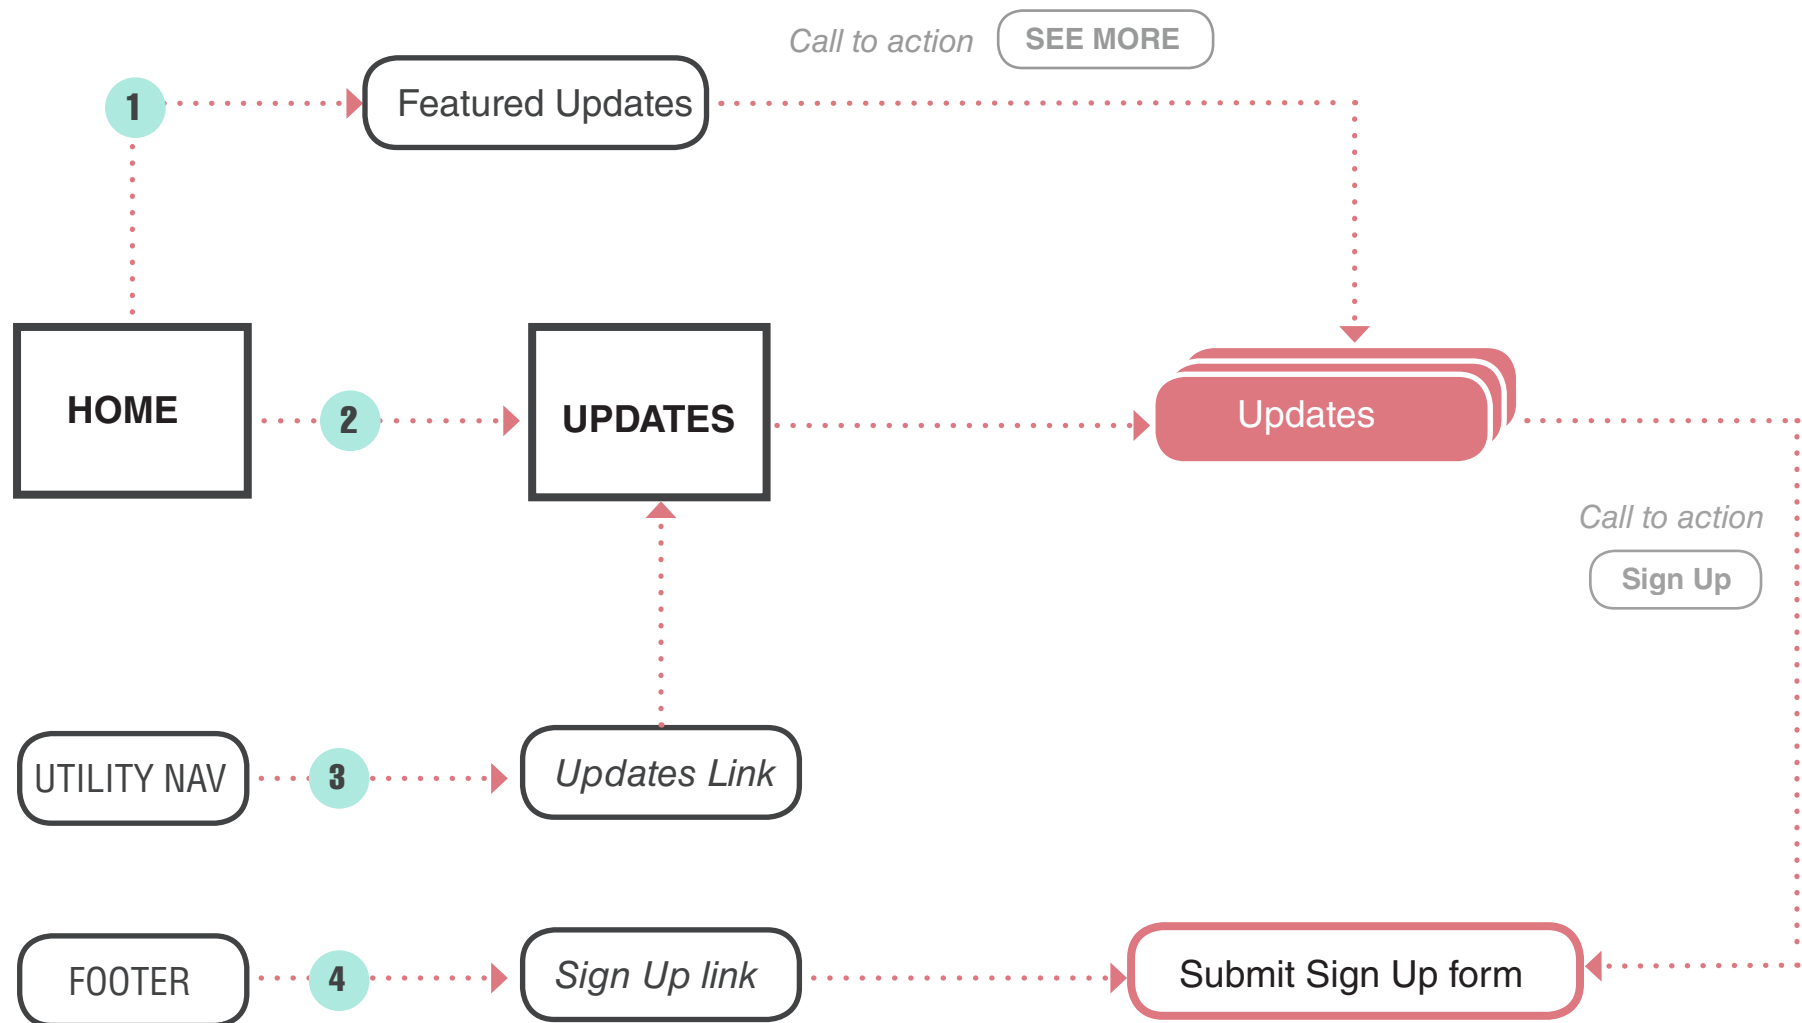 Call to action SEE MORE
1 Featured Updates
HOME 2 UPDATES Updates
Call to action
Sign Up
UTILITY NAV 3 Updates Link
FOOTER 4 Sign Up link Submit Sign Up form